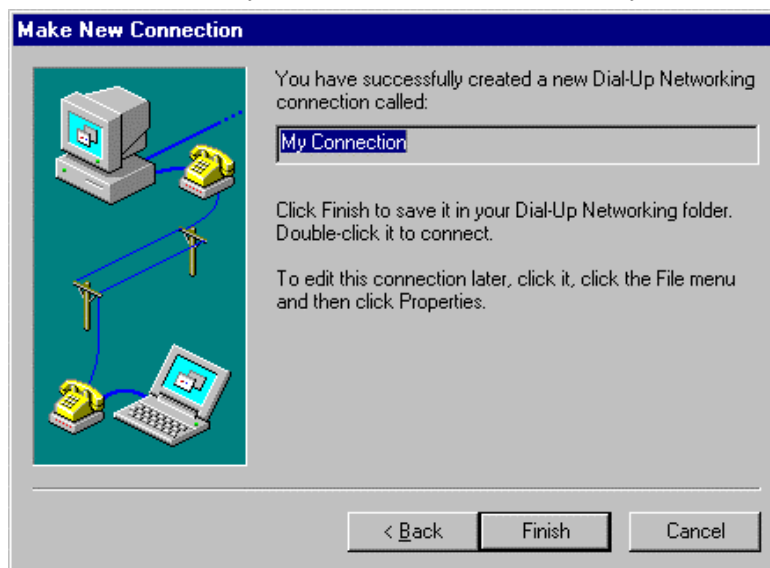 Make New Connection
You have successfully created a new Dial-Up Networking
connection called:
My Connection
Click Finish to save it in your Dial-Up Networking folder.
Double-click it to connect.
To edit this connection later, click it, click the File menu
and then click Properties.
< Back
Finish
Cancel